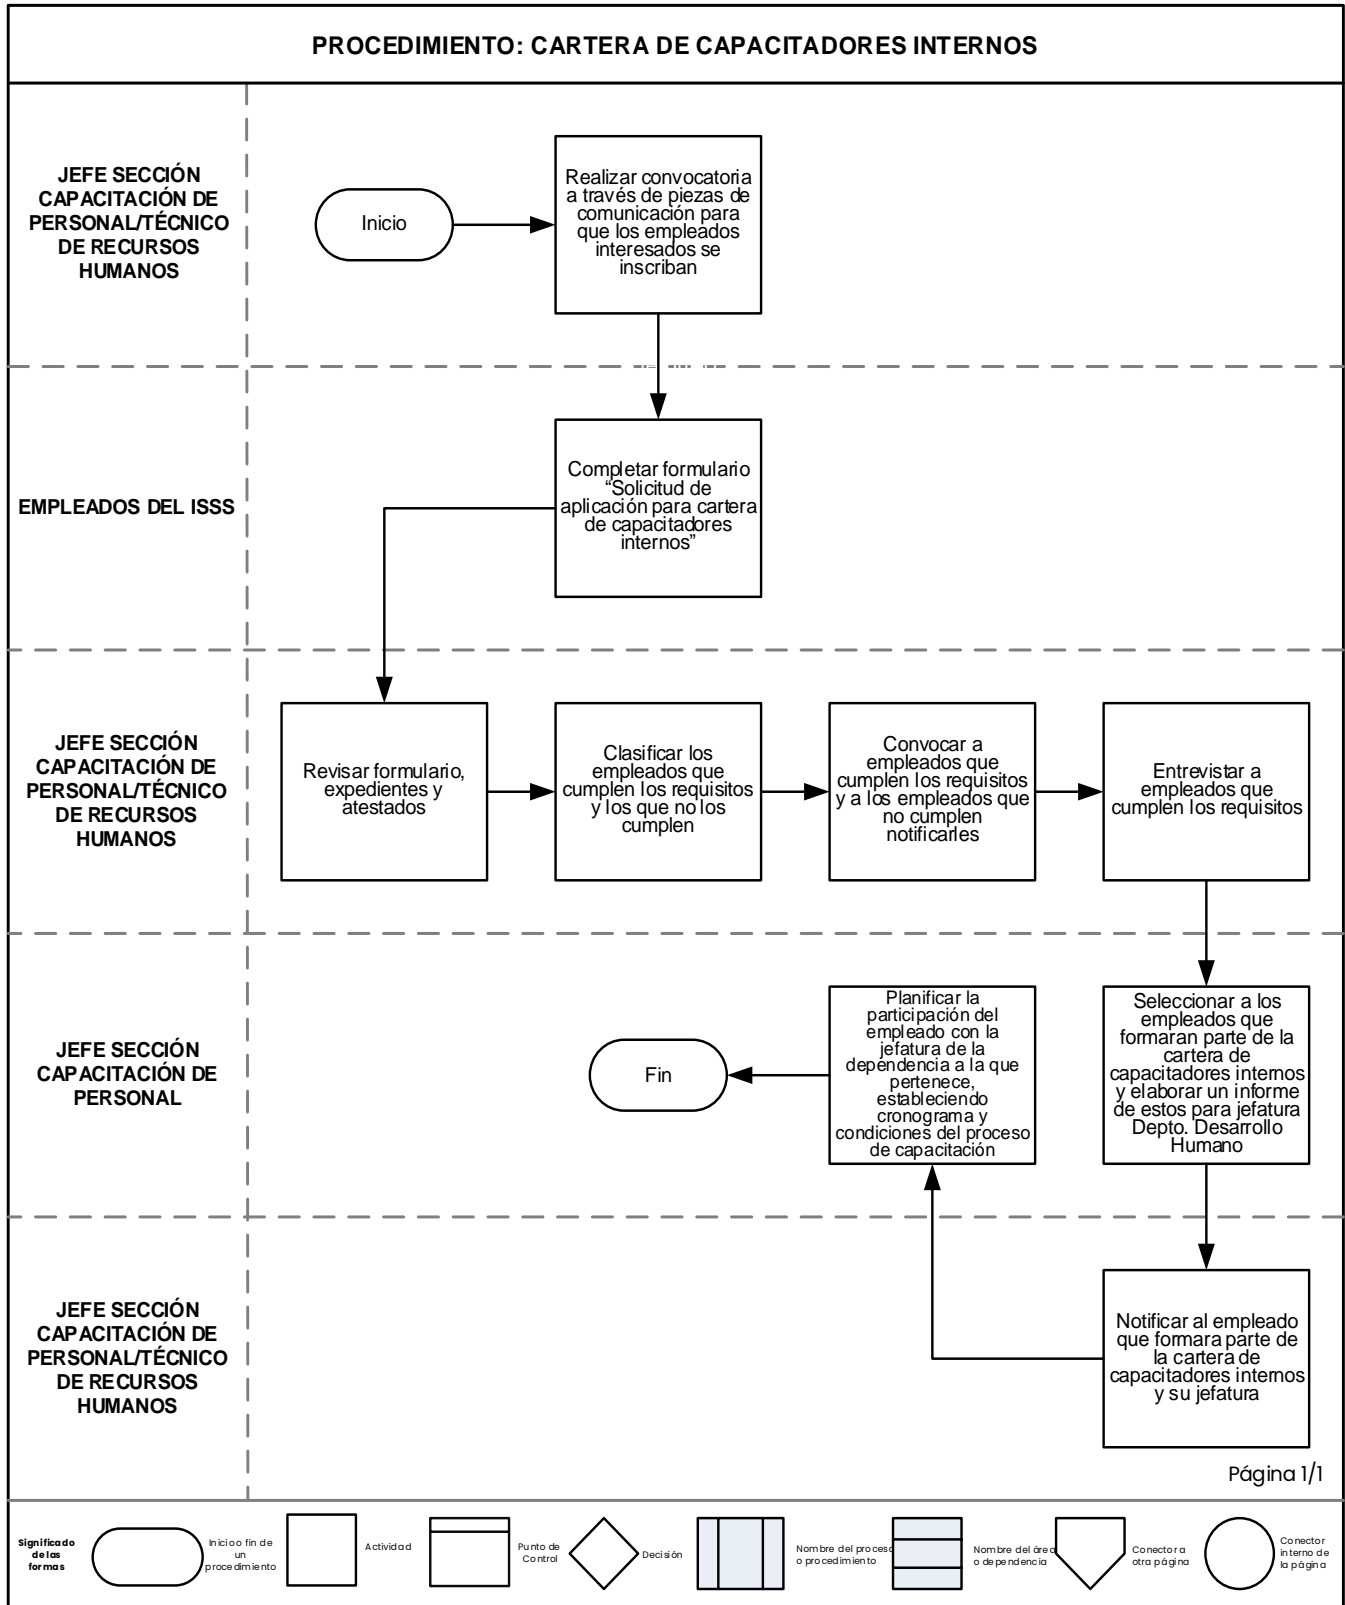 PROCEDIMIENTO: CARTERA DE CAPACITADORES INTERNOS
JEFE SECCIÓN
CAPACITACIÓN DE
PERSONAL/TÉCNICO
DE RECURSOS
HUMANOS
Inicio
Realizar convocatoria
a través de piezas de
comunicación para
que los empleados
interesados se
inscriban
EMPLEADOS DEL ISSS
Completar formulario
“Solicitud de
aplicación para cartera
de capacitadores
internos”
JEFE SECCIÓN
CAPACITACIÓN DE
PERSONAL/TÉCNICO
DE RECURSOS
HUMANOS
Revisar formulario,
expedientes y
atestados
Clasificar los
empleados que
cumplen los requisitos
y los que no los
cumplen
Convocar a
empleados que
cumplen los requisitos
y a los empleados que
no cumplen
notificarles
Entrevistar a
empleados que
cumplen los requisitos
JEFE SECCIÓN
CAPACITACIÓN DE
PERSONAL
Fin
Planificar la
participación del
empleado con la
jefatura de la
dependencia a la que
pertenece,
estableciendo
cronograma y
condiciones del proceso
de capacitación
Seleccionar a los
empleados que
formaran parte de la
cartera de
capacitadores internos
y elaborar un informe
de estos para jefatura
Depto. Desarrollo
Humano
JEFE SECCIÓN
CAPACITACIÓN DE
PERSONAL/TÉCNICO
DE RECURSOS
HUMANOS
Notificar al empleado
que formara parte de
la cartera de
capacitadores internos
y su jefatura
Página 1/1
Significado
de las
formas
Inicio o fin de
un
procedimiento
Actividad
Punto de
Control
Decisión
Nombre del proceso
o procedimiento
Nombre del área
o dependencia
Conector a
otra página
Conector
interno de
la página